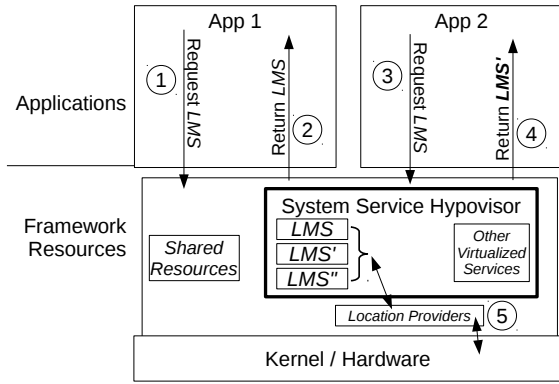 App 1
App 2
1
Request LMS
Return LMS
2
3
Request LMS
Return LMS'
4
Applications
Framework
Resources
System Service Hypovisor
Shared
Resources
LMS
LMS'
LMS"
Other
Virtualized
Services
Location Providers
5
Kernel / Hardware